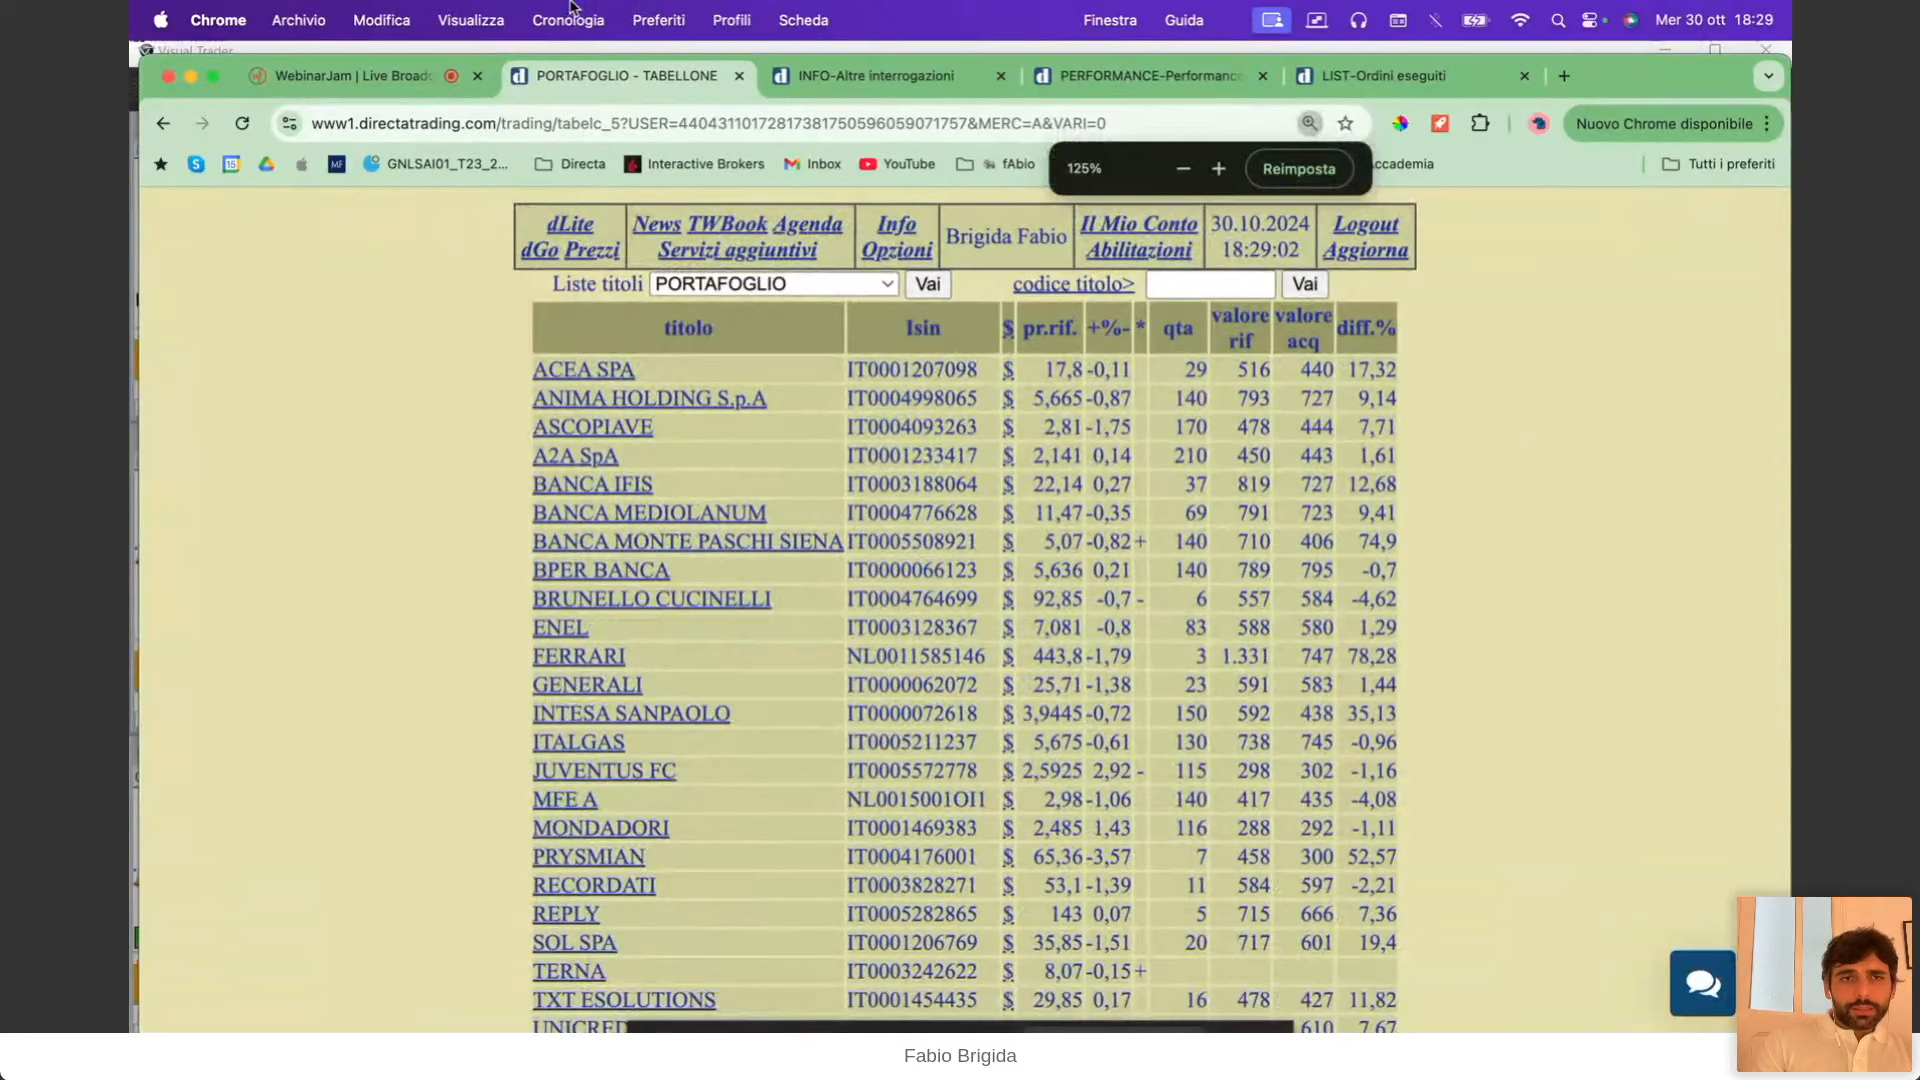 Chrome Archivio Modifica Visualizza Cronologia Preferiti Profili Scheda Finestra Guida Mer 30 ott 18:29
Visual Trader
WebinarJam | Live Broadc PORTAFOGLIO - TABELLONE INFO-Altre interrogazioni PERFORMANCE-Performance LIST-Ordini eseguiti
www1.directatrading.com/trading/tabelc_5?USER=4404311017281738175059605907​1757&MERC=A&VARI=0 Nuovo Chrome disponibile
15 MF GNLSAI01_T23_2... Directa Interactive Brokers Inbox YouTube fAbio ccademia Tutti i preferiti
125% − + Reimposta
dLite News TWBook Agenda Info Brigida Fabio Il Mio Conto 30.10.2024 Logout
dGo Prezzi Servizi aggiuntivi Opzioni Abilitazioni 18:29:02 Aggiorna
Liste titoli PORTAFOGLIO Vai codice titolo> Vai
titolo Isin $ pr.rif. +%- * qta valore rif valore acq diff.%
ACEA SPA IT0001207098 $ 17,8 -0,11 29 516 440 17,32
ANIMA HOLDING S.p.A IT0004998065 $ 5,665 -0,87 140 793 727 9,14
ASCOPIAVE IT0004093263 $ 2,81 -1,75 170 478 444 7,71
A2A SpA IT0001233417 $ 2,141 0,14 210 450 443 1,61
BANCA IFIS IT0003188064 $ 22,14 0,27 37 819 727 12,68
BANCA MEDIOLANUM IT0004776628 $ 11,47 -0,35 69 791 723 9,41
BANCA MONTE PASCHI SIENA IT0005508921 $ 5,07 -0,82 + 140 710 406 74,9
BPER BANCA IT0000066123 $ 5,636 0,21 140 789 795 -0,7
BRUNELLO CUCINELLI IT0004764699 $ 92,85 -0,7 - 6 557 584 -4,62
ENEL IT0003128367 $ 7,081 -0,8 83 588 580 1,29
FERRARI NL0011585146 $ 443,8 -1,79 3 1.331 747 78,28
GENERALI IT0000062072 $ 25,71 -1,38 23 591 583 1,44
INTESA SANPAOLO IT0000072618 $ 3,9445 -0,72 150 592 438 35,13
ITALGAS IT0005211237 $ 5,675 -0,61 130 738 745 -0,96
JUVENTUS FC IT0005572778 $ 2,5925 2,92 - 115 298 302 -1,16
MFE A NL0015001OI1 $ 2,98 -1,06 140 417 435 -4,08
MONDADORI IT0001469383 $ 2,485 1,43 116 288 292 -1,11
PRYSMIAN IT0004176001 $ 65,36 -3,57 7 458 300 52,57
RECORDATI IT0003828271 $ 53,1 -1,39 11 584 597 -2,21
REPLY IT0005282865 $ 143 0,07 5 715 666 7,36
SOL SPA IT0001206769 $ 35,85 -1,51 20 717 601 19,4
TERNA IT0003242622 $ 8,07 -0,15 +
TXT ESOLUTIONS IT0001454435 $ 29,85 0,17 16 478 427 11,82
UNICRED 610 7,67
Fabio Brigida